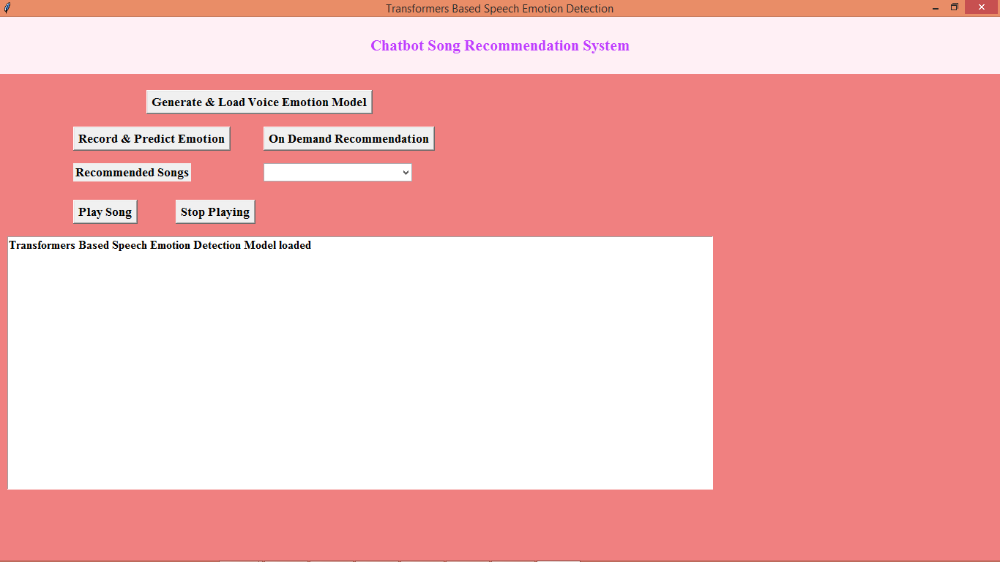 Transformers Based Speech Emotion Detection
Chatbot Song Recommendation System
Generate & Load Voice Emotion Model
Record & Predict Emotion On Demand Recommendation
Recommended Songs
Play Song Stop Playing
Transformers Based Speech Emotion Detection Model loaded